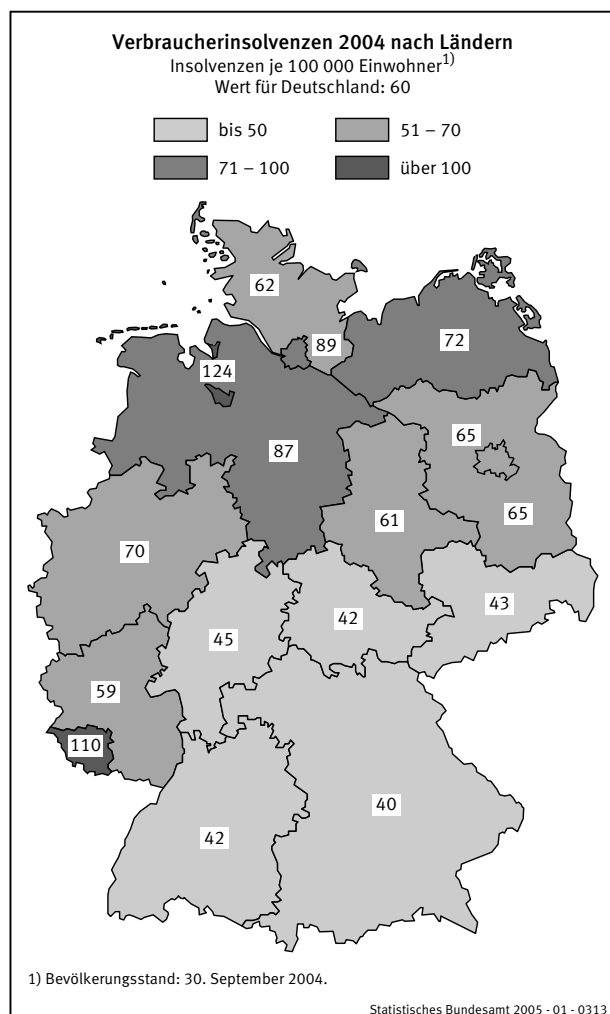 Verbraucherinsolvenzen 2004 nach Ländern
Insolvenzen je 100 000 Einwohner1)
Wert für Deutschland: 60
bis 50
51 – 70
71 – 100
über 100
62
89
72
124
65
87
61
65
70
43
42
45
59
110
40
42
1) Bevölkerungsstand: 30. September 2004.
Statistisches Bundesamt 2005 - 01 - 0313